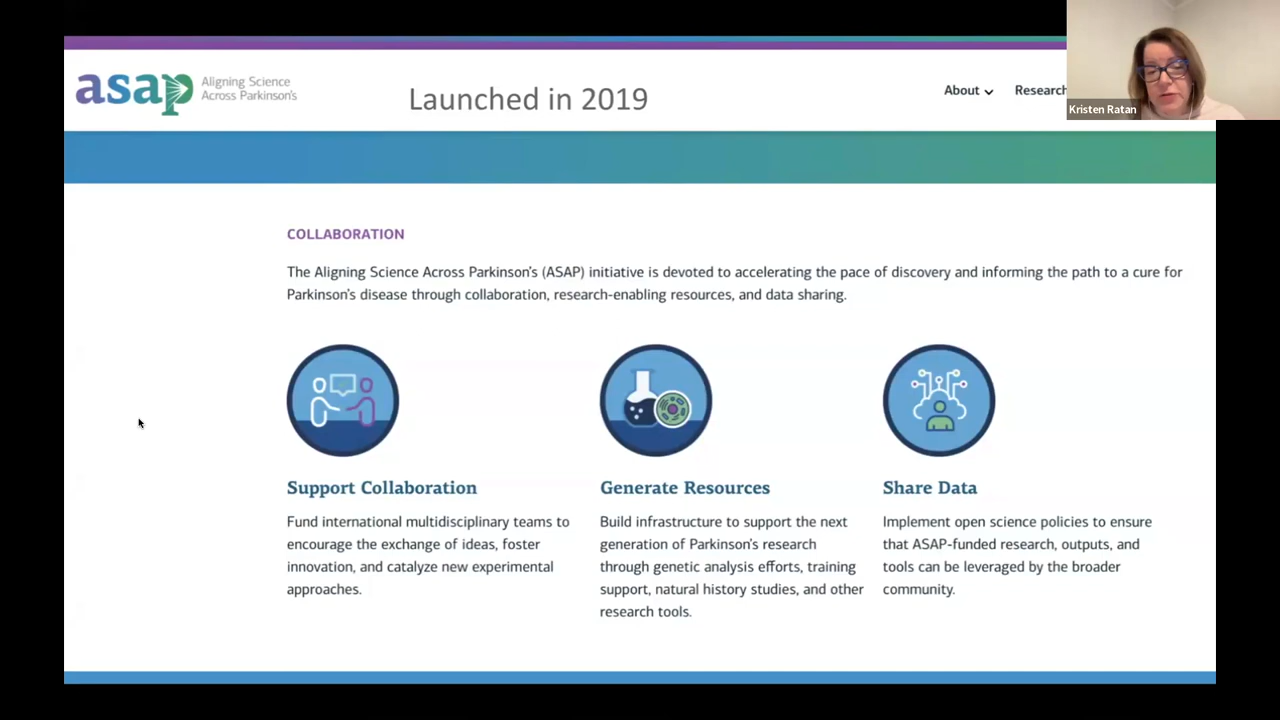 asap
Aligning Science
Across Parkinson's
Launched in 2019
About
Research
Kristen Ratan
COLLABORATION
The Aligning Science Across Parkinson's (ASAP) initiative is devoted to accelerating the pace of discovery and informing the path to a cure for
Parkinson's disease through collaboration, research-enabling resources, and data sharing.
Support Collaboration
Fund international multidisciplinary teams to
encourage the exchange of ideas, foster
innovation, and catalyze new experimental
approaches.
Generate Resources
Build infrastructure to support the next
generation of Parkinson's research
through genetic analysis efforts, training
support, natural history studies, and other
research tools.
Share Data
Implement open science policies to ensure
that ASAP-funded research, outputs, and
tools can be leveraged by the broader
community.